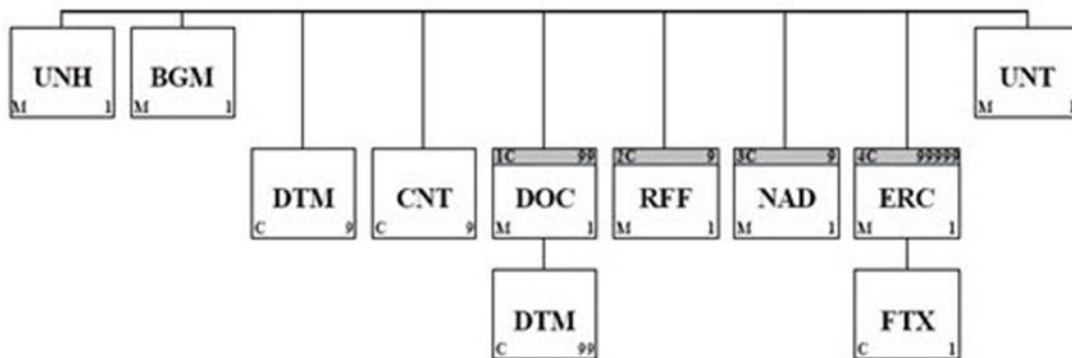 UNH BGM UNT
M 1 M 1 M 1
1C 99 2C 9 3C 9 4C 99999
DTM CNT DOC RFF NAD ERC
C 9 C 9 M 1 M 1 M 1 M 1
DTM FTX
C 99 C 1